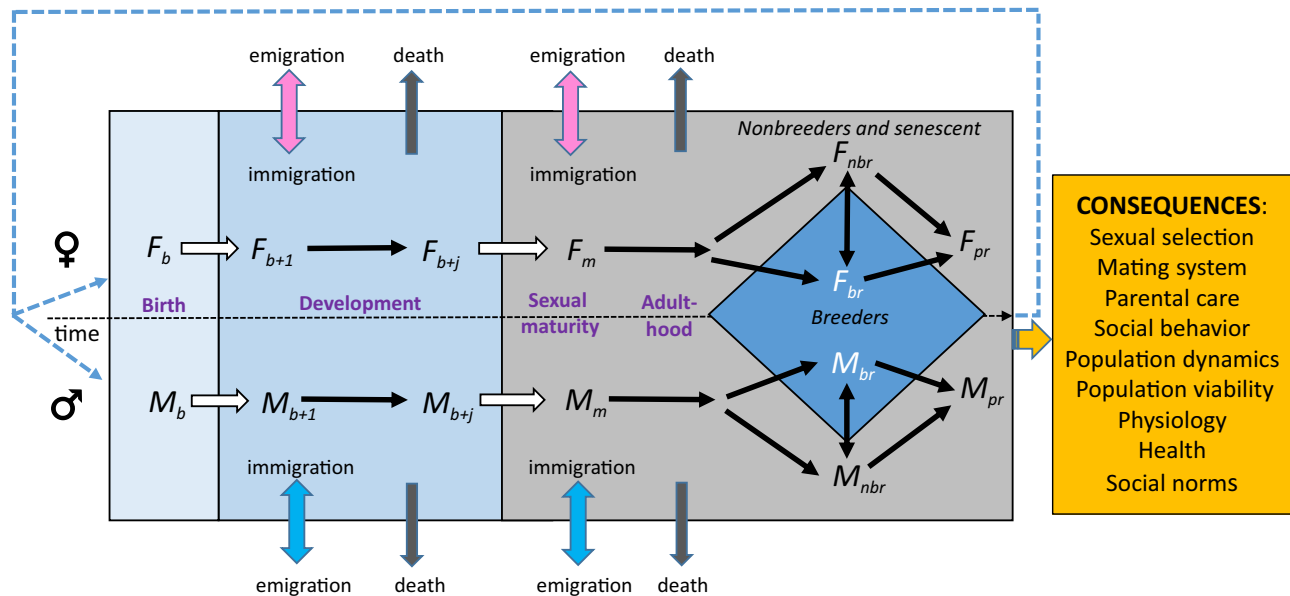 emigration
death
emigration
death
Nonbreeders and senescent
immigration
immigration
F_nbr
♀
F_b
F_b+1
F_b+j
F_m
F_pr
F_br
Birth
Development
Sexual
maturity
Adult-
hood
Breeders
time
♂
M_b
M_b+1
M_b+j
M_m
M_br
M_pr
M_nbr
immigration
immigration
emigration
death
emigration
death
CONSEQUENCES:
Sexual selection
Mating system
Parental care
Social behavior
Population dynamics
Population viability
Physiology
Health
Social norms